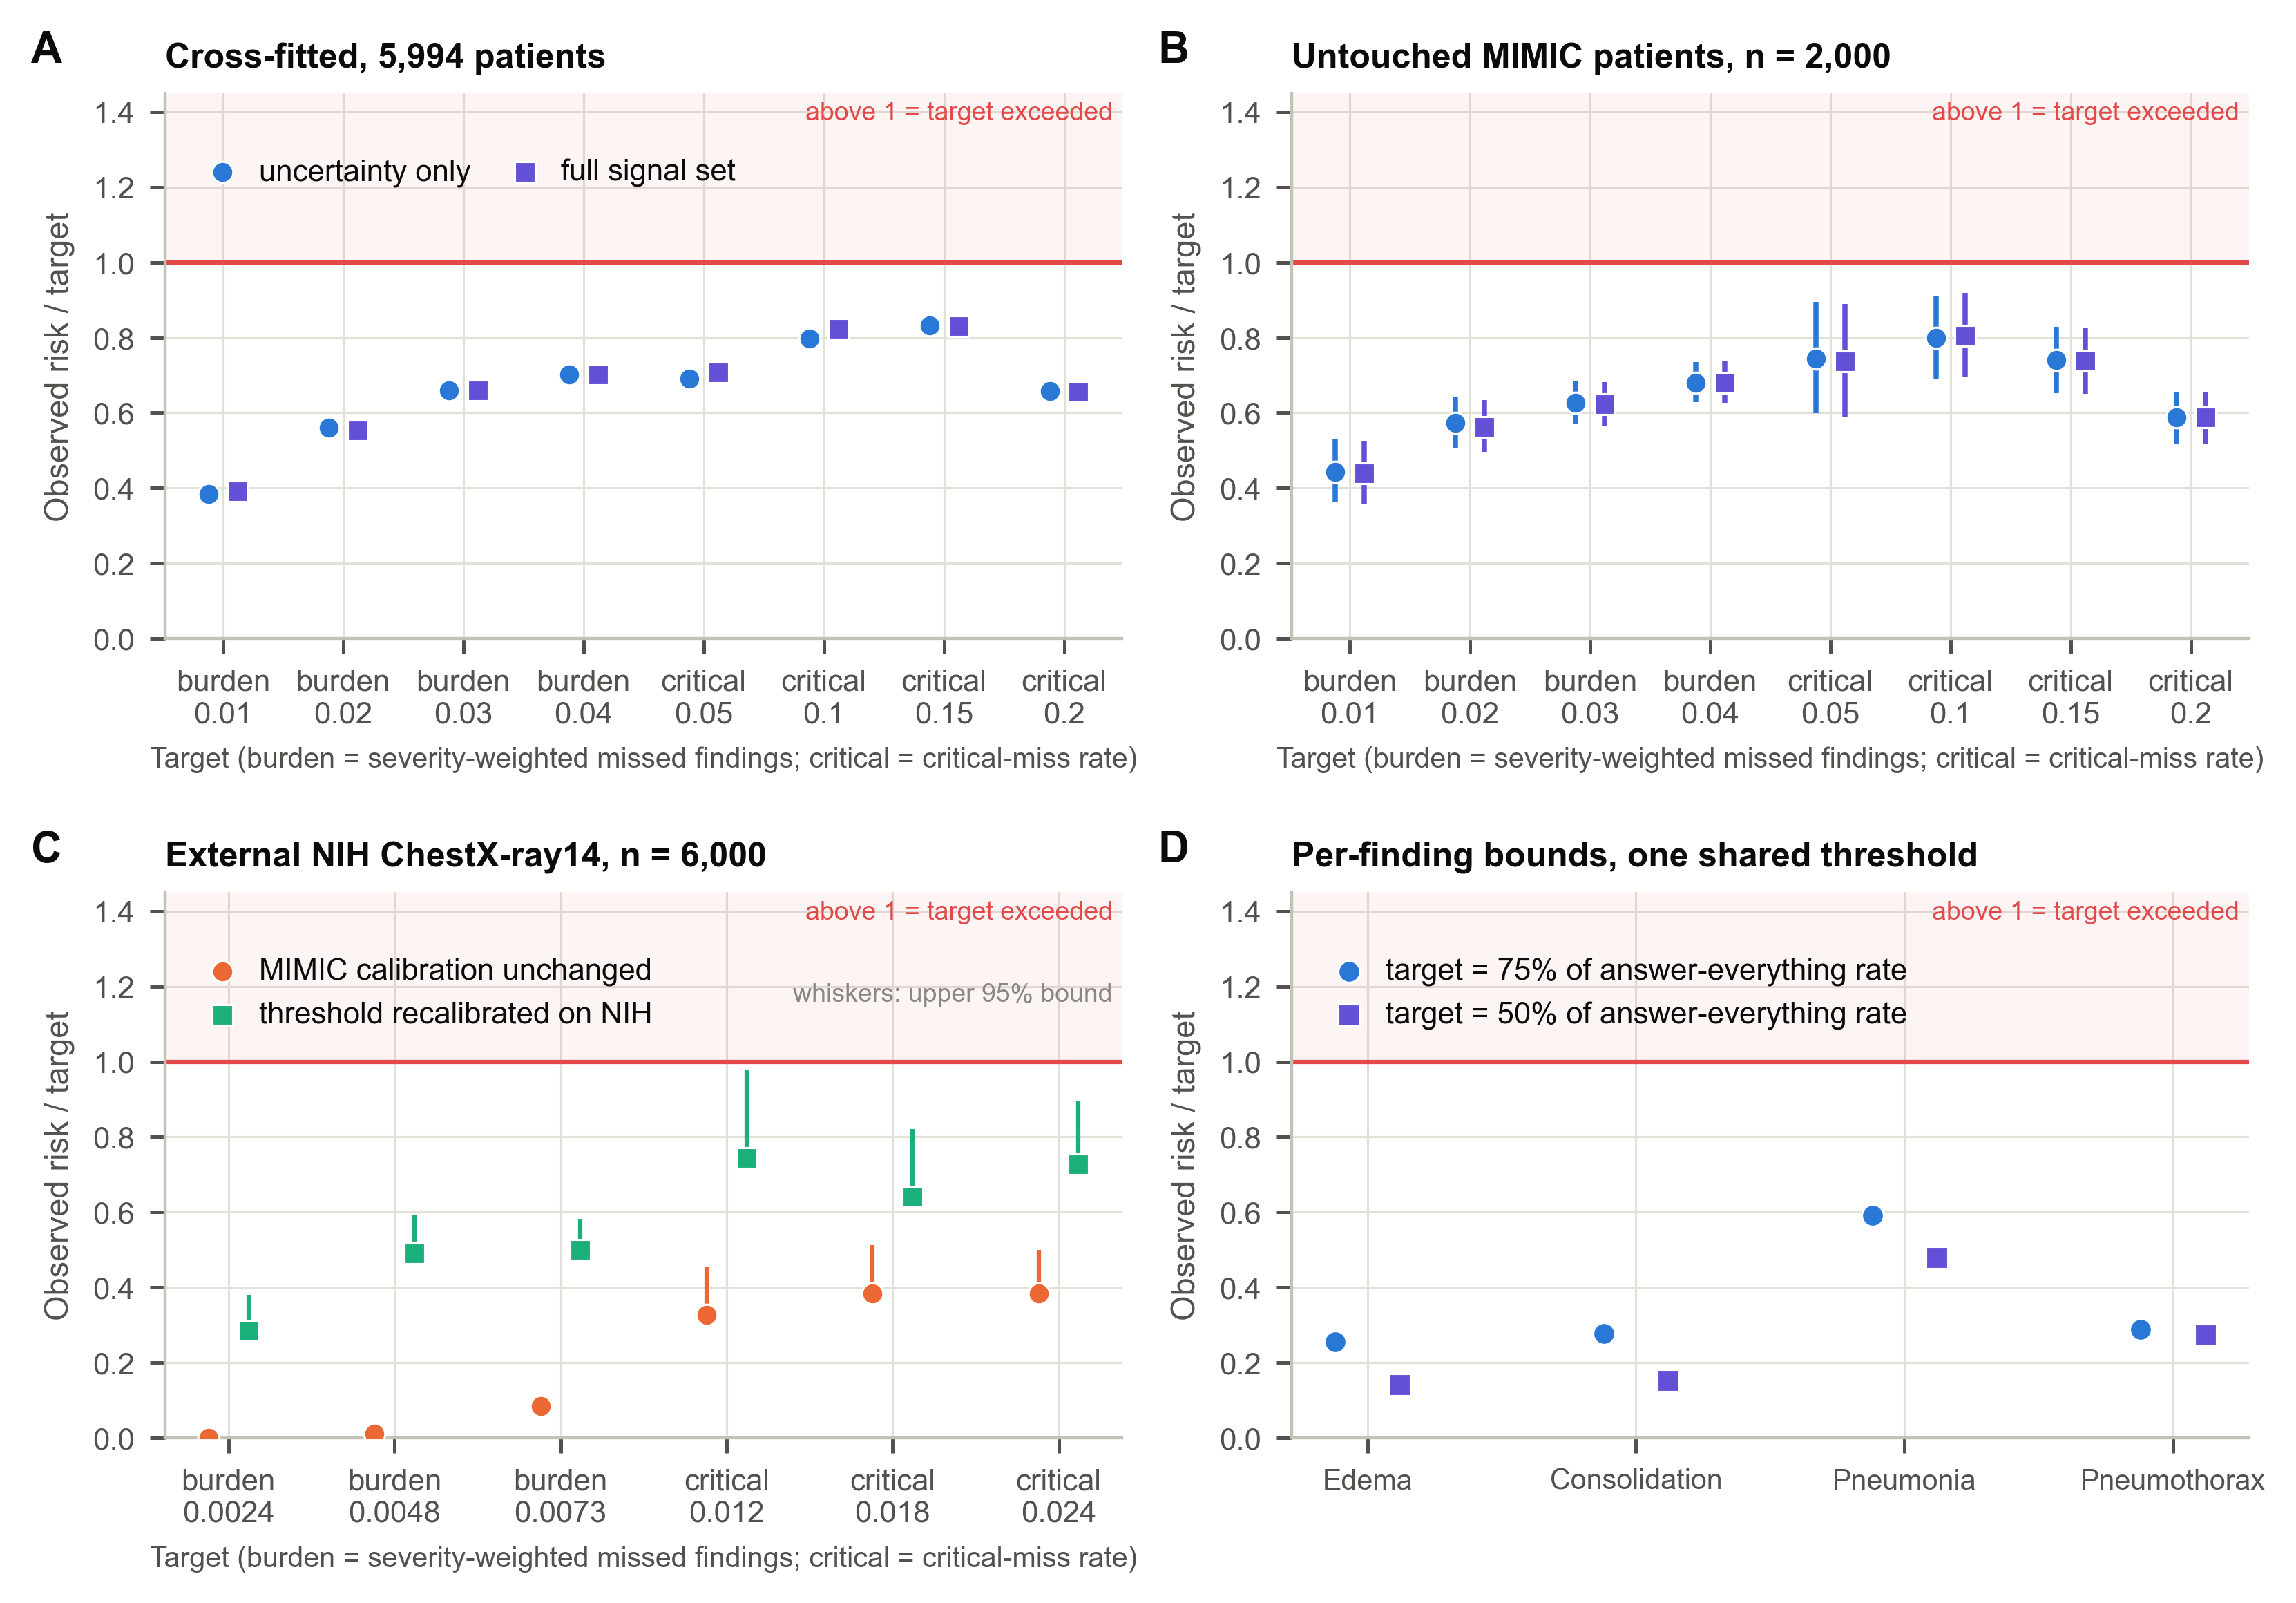 A
Cross-fitted, 5,994 patients
above 1 = target exceeded
uncertainty only
full signal set
1.4
1.2
1.0
0.8
0.6
0.4
0.2
0.0
Observed risk / target
burden burden burden burden critical critical critical critical
0.01 0.02 0.03 0.04 0.05 0.1 0.15 0.2
Target (burden = severity-weighted missed findings; critical = critical-miss rate)
B
Untouched MIMIC patients, n = 2,000
above 1 = target exceeded
1.4
1.2
1.0
0.8
0.6
0.4
0.2
0.0
Observed risk / target
burden burden burden burden critical critical critical critical
0.01 0.02 0.03 0.04 0.05 0.1 0.15 0.2
Target (burden = severity-weighted missed findings; critical = critical-miss rate)
C
External NIH ChestX-ray14, n = 6,000
above 1 = target exceeded
MIMIC calibration unchanged
whiskers: upper 95% bound
threshold recalibrated on NIH
1.4
1.2
1.0
0.8
0.6
0.4
0.2
0.0
Observed risk / target
burden burden burden critical critical critical
0.0024 0.0048 0.0073 0.012 0.018 0.024
Target (burden = severity-weighted missed findings; critical = critical-miss rate)
D
Per-finding bounds, one shared threshold
above 1 = target exceeded
target = 75% of answer-everything rate
target = 50% of answer-everything rate
1.4
1.2
1.0
0.8
0.6
0.4
0.2
0.0
Observed risk / target
Edema Consolidation Pneumonia Pneumothorax